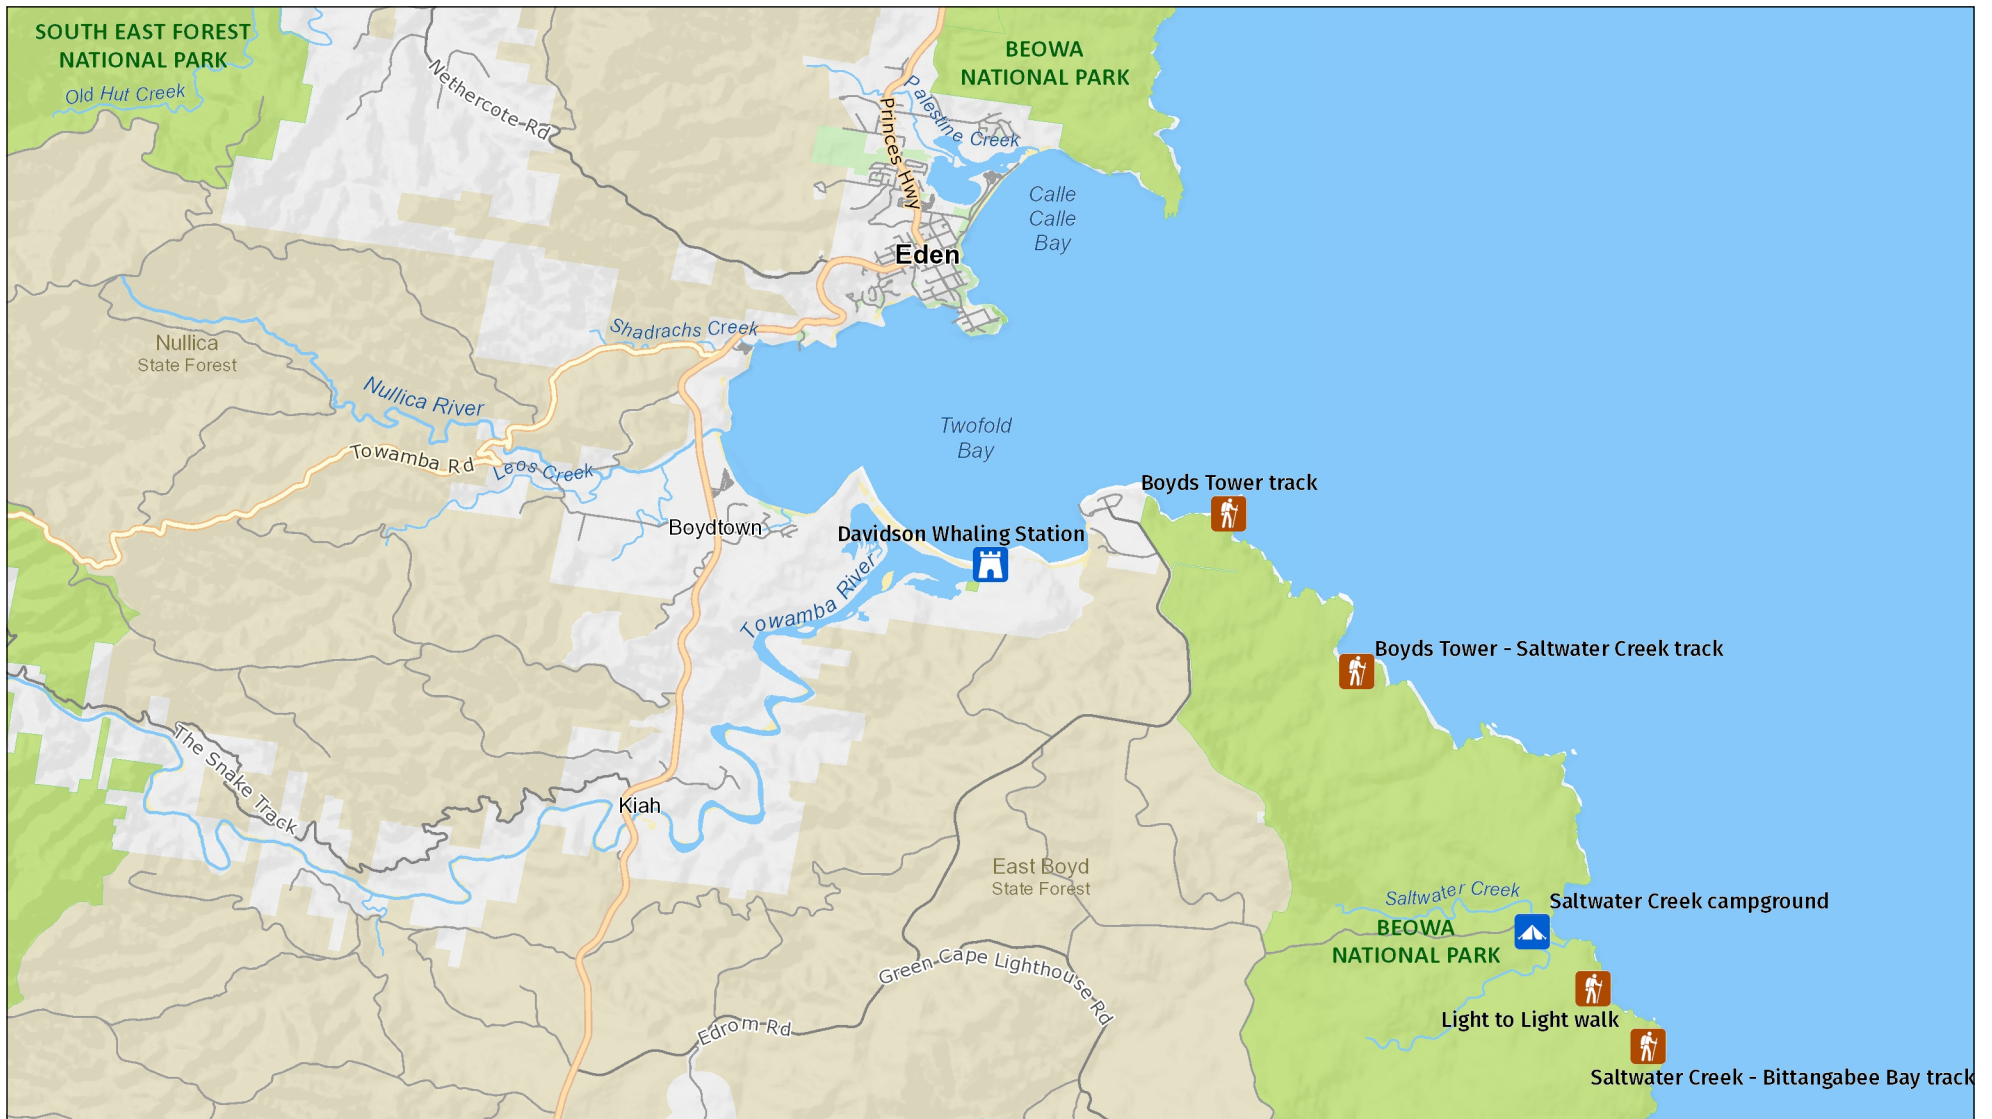 SOUTH EAST FOREST
NATIONAL PARK
Old Hut Creek
Nethercote Rd
BEOWA
NATIONAL PARK
Palestine Creek
Princes Hwy
Calle
Calle
Bay
Eden
Shadrachs Creek
Nullica
State Forest
Nullica River
Towamba Rd
Leos Creek
Twofold
Bay
Boyds Tower track
Boydtown
Davidson Whaling Station
Towamba River
Boyds Tower - Saltwater Creek track
The Snake Track
Kiah
East Boyd
State Forest
Saltwater Creek
Saltwater Creek campground
BEOWA
NATIONAL PARK
Green Cape Lighthouse Rd
Edrom Rd
Light to Light walk
Saltwater Creek - Bittangabee Bay track